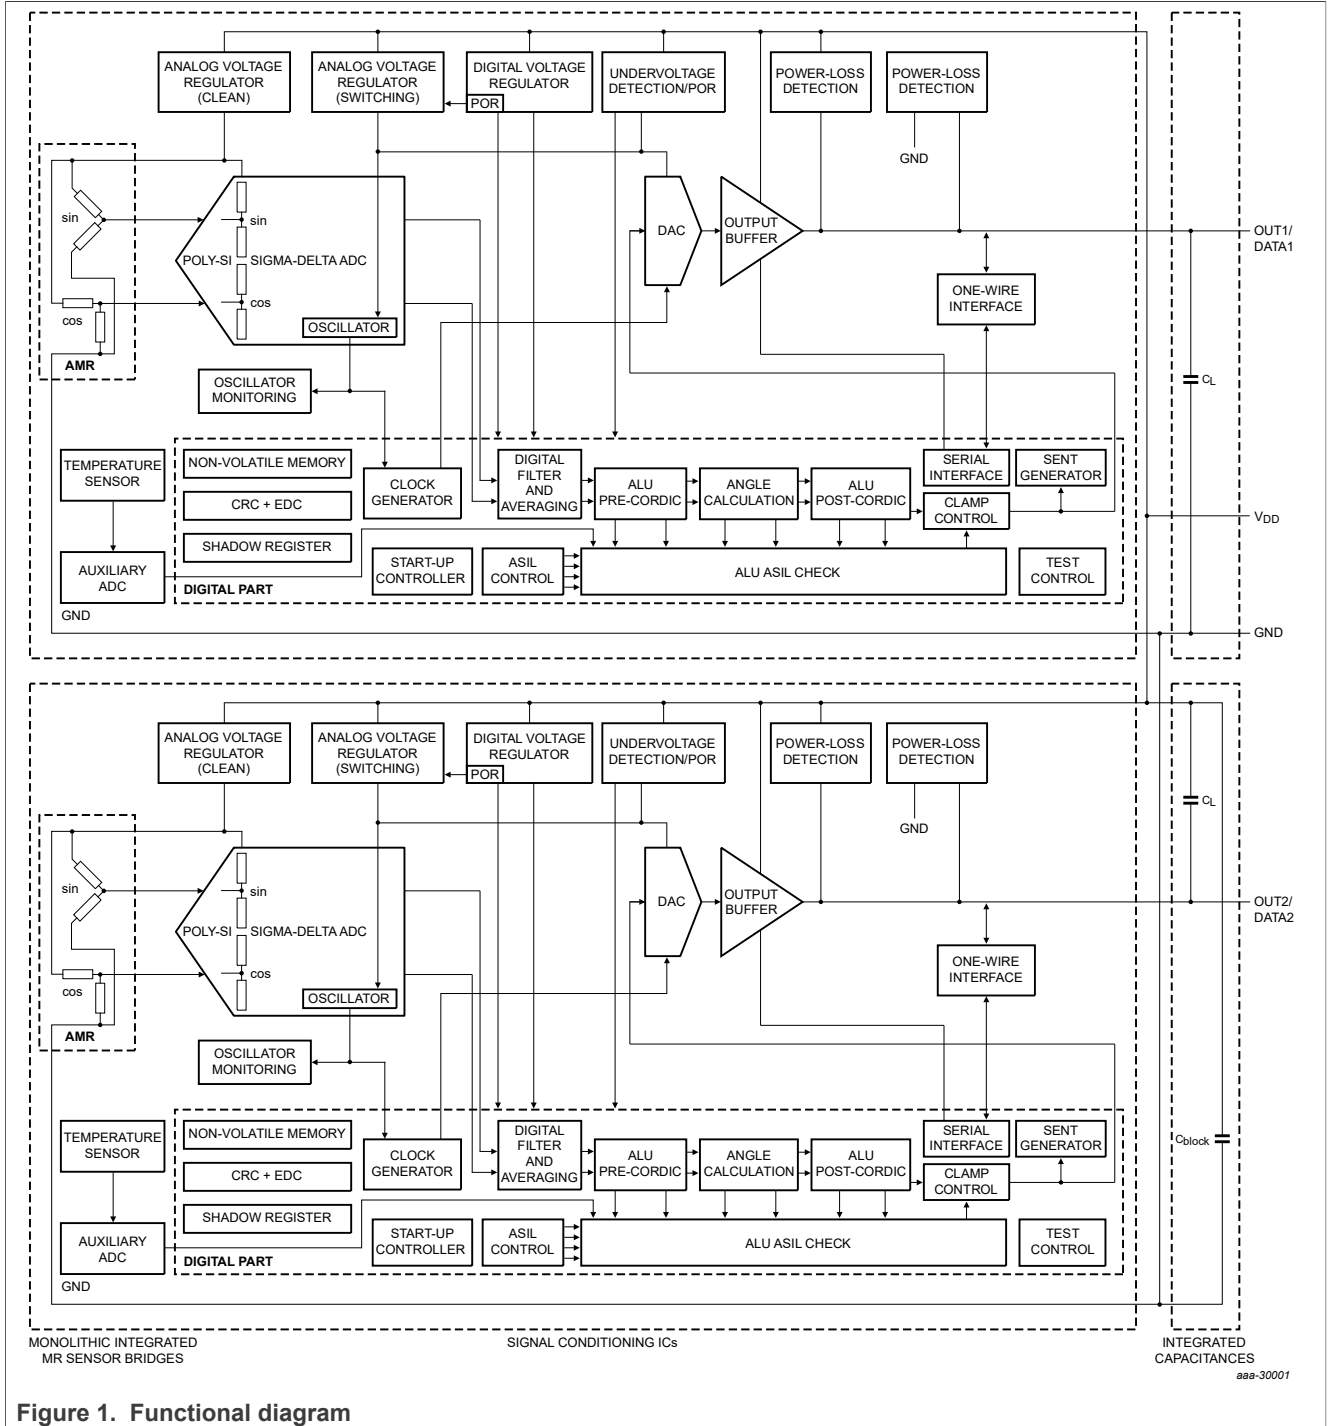 ANALOG VOLTAGE
REGULATOR
(CLEAN)
ANALOG VOLTAGE
REGULATOR
(SWITCHING)
DIGITAL VOLTAGE
REGULATOR
POR
UNDERVOLTAGE
DETECTION/POR
POWER-LOSS
DETECTION
POWER-LOSS
DETECTION
GND
sin
cos
AMR
POLY-SI
SIGMA-DELTA ADC
sin
cos
OSCILLATOR
DAC
OUTPUT
BUFFER
OUT1/
DATA1
ONE-WIRE
INTERFACE
OSCILLATOR
MONITORING
CL
TEMPERATURE
SENSOR
NON-VOLATILE MEMORY
CRC + EDC
SHADOW REGISTER
CLOCK
GENERATOR
DIGITAL
FILTER
AND
AVERAGING
ALU
PRE-CORDIC
ANGLE
CALCULATION
ALU
POST-CORDIC
SERIAL
INTERFACE
SENT
GENERATOR
CLAMP
CONTROL
VDD
AUXILIARY
ADC
START-UP
CONTROLLER
ASIL
CONTROL
ALU ASIL CHECK
TEST
CONTROL
DIGITAL PART
GND
GND
ANALOG VOLTAGE
REGULATOR
(CLEAN)
ANALOG VOLTAGE
REGULATOR
(SWITCHING)
DIGITAL VOLTAGE
REGULATOR
POR
UNDERVOLTAGE
DETECTION/POR
POWER-LOSS
DETECTION
POWER-LOSS
DETECTION
GND
CL
sin
cos
AMR
POLY-SI
SIGMA-DELTA ADC
sin
cos
OSCILLATOR
DAC
OUTPUT
BUFFER
OUT2/
DATA2
ONE-WIRE
INTERFACE
OSCILLATOR
MONITORING
TEMPERATURE
SENSOR
NON-VOLATILE MEMORY
CRC + EDC
SHADOW REGISTER
CLOCK
GENERATOR
DIGITAL
FILTER
AND
AVERAGING
ALU
PRE-CORDIC
ANGLE
CALCULATION
ALU
POST-CORDIC
SERIAL
INTERFACE
SENT
GENERATOR
CLAMP
CONTROL
Cblock
AUXILIARY
ADC
START-UP
CONTROLLER
ASIL
CONTROL
ALU ASIL CHECK
TEST
CONTROL
DIGITAL PART
GND
MONOLITHIC INTEGRATED
MR SENSOR BRIDGES
SIGNAL CONDITIONING ICs
INTEGRATED
CAPACITANCES
aaa-30001
Figure 1. Functional diagram